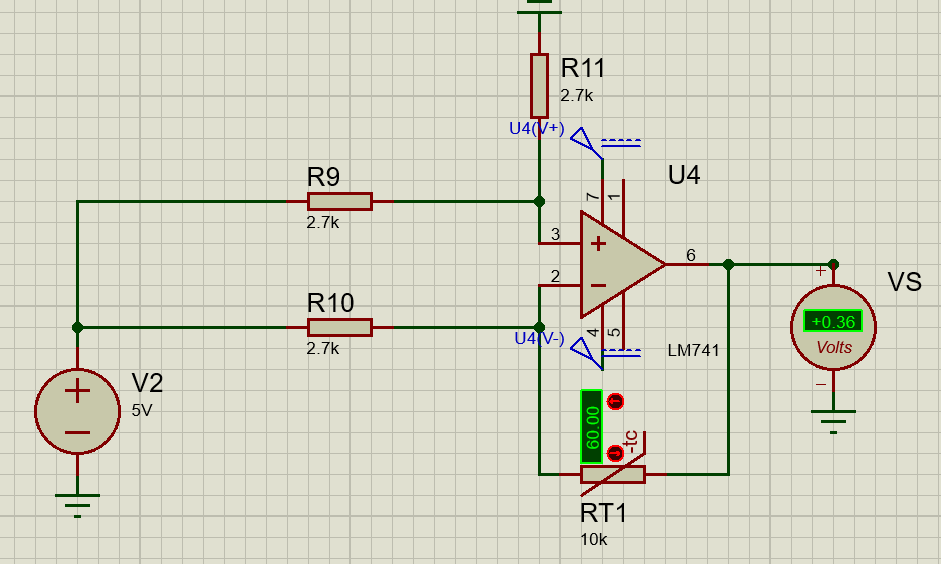 R11
2.7k
U4(V+)
R9
2.7k
7
1
U4
3
+
6
2
−
+
VS
+0.36
Volts
−
R10
2.7k
U4(V-)
4
5
LM741
V2
5V
+
−
60.00
-tc
RT1
10k